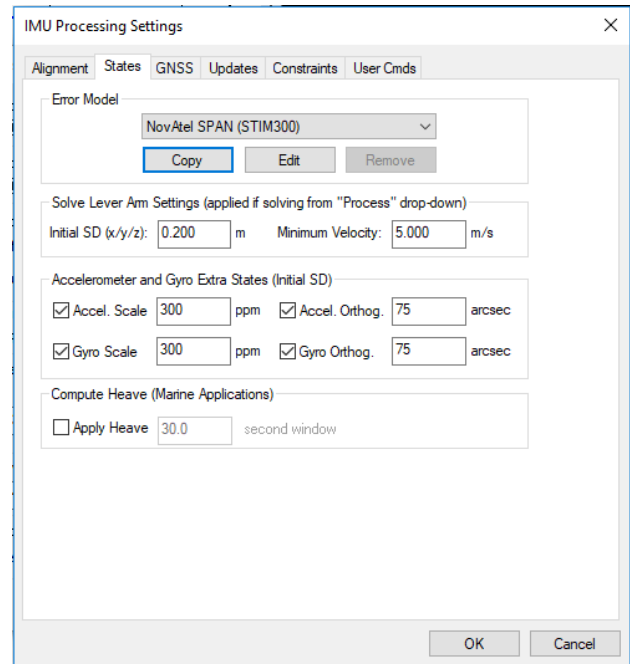 IMU Processing Settings
Alignment States GNSS Updates Constraints User Cmds
Error Model
NovAtel SPAN (STIM300)
Copy Edit Remove
Solve Lever Arm Settings (applied if solving from "Process" drop-down)
Initial SD (x/y/z): 0.200 m Minimum Velocity: 5.000 m/s
Accelerometer and Gyro Extra States (Initial SD)
Accel. Scale 300 ppm Accel. Orthog. 75 arcsec
Gyro Scale 300 ppm Gyro Orthog. 75 arcsec
Compute Heave (Marine Applications)
Apply Heave 30.0 second window
OK Cancel